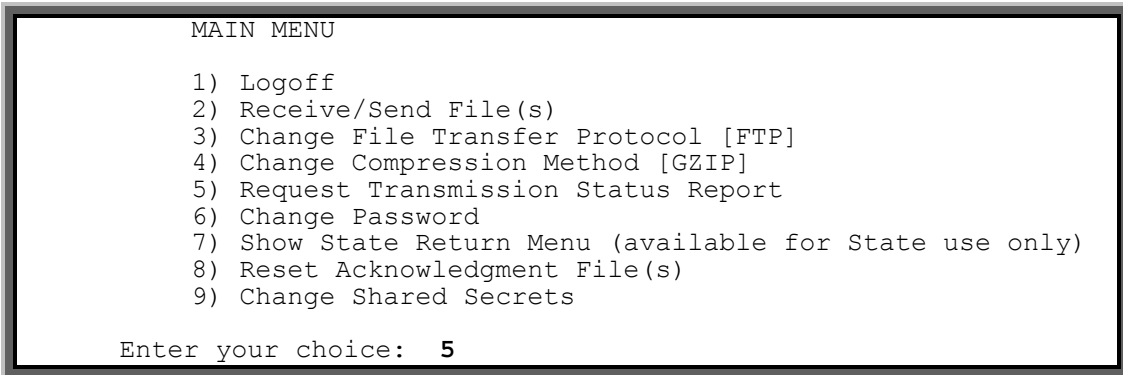 MAIN MENU
1) Logoff
2) Receive/Send File(s)
3) Change File Transfer Protocol [FTP]
4) Change Compression Method [GZIP]
5) Request Transmission Status Report
6) Change Password
7) Show State Return Menu (available for State use only)
8) Reset Acknowledgment File(s)
9) Change Shared Secrets
Enter your choice: 5